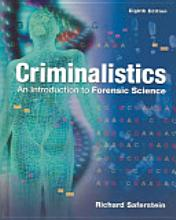 Eighth Edition
Criminalistics
An Introduction to Forensic Science
Richard Saferstein